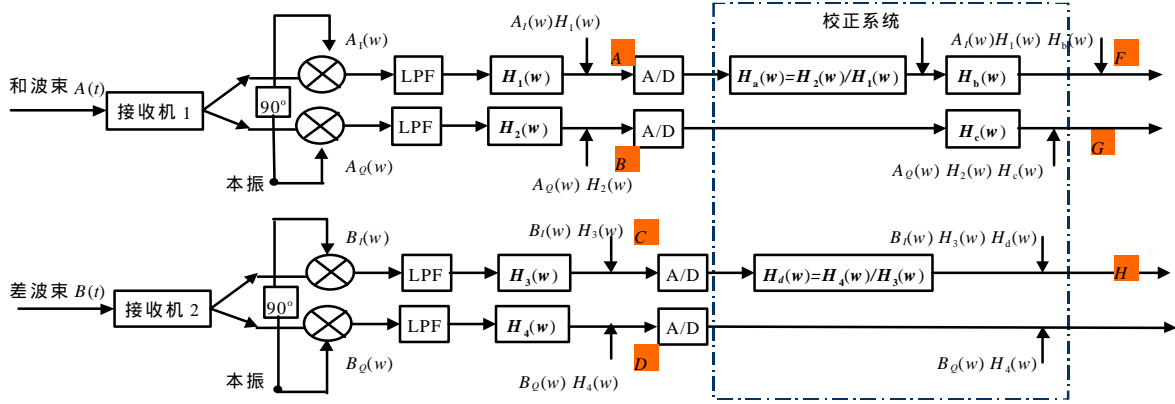 校正系统
A_I(w)H_1(w)
A_I(w)H_1(w) H_b(w)
A_I(w)
A
F
和波束 A(t)
接收机 1
90°
LPF
H_1(w)
A/D
H_a(w)=H_2(w)/H_1(w)
H_b(w)
LPF
H_2(w)
A/D
H_c(w)
G
B
A_Q(w)
本振
A_Q(w) H_2(w)
A_Q(w) H_2(w) H_c(w)
B_I(w)
B_I(w) H_3(w)
C
B_I(w) H_3(w) H_d(w)
差波束 B(t)
接收机 2
90°
LPF
H_3(w)
A/D
H_d(w)=H_4(w)/H_3(w)
H
LPF
H_4(w)
A/D
B_Q(w)
D
本振
B_Q(w) H_4(w)
B_Q(w) H_4(w)